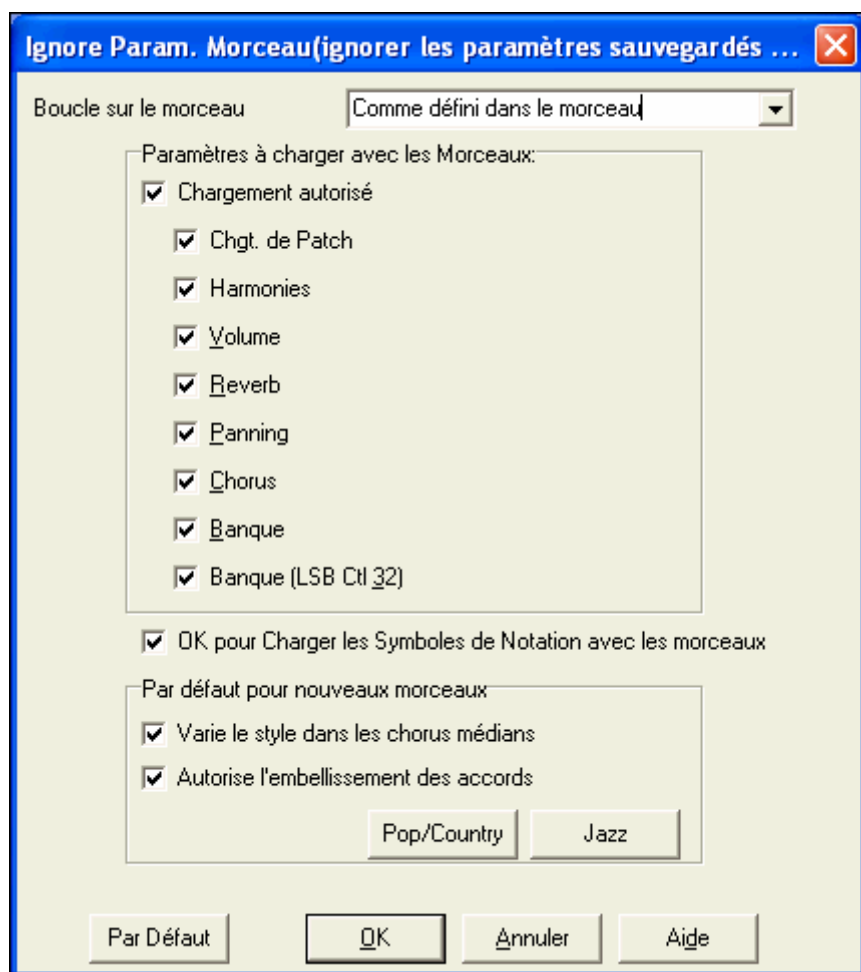 Ignore Param. Morceau(ignorer les paramètres sauvegardés ...
Boucle sur le morceau Comme défini dans le morceau
Paramètres à charger avec les Morceaux:
Chargement autorisé
Chgt. de Patch
Harmonies
Volume
Reverb
Panning
Chorus
Banque
Banque (LSB Ctl 32)
OK pour Charger les Symboles de Notation avec les morceaux
Par défaut pour nouveaux morceaux
Varie le style dans les chorus médians
Autorise l'embellissement des accords
Pop/Country Jazz
Par Défaut OK Annuler Aide